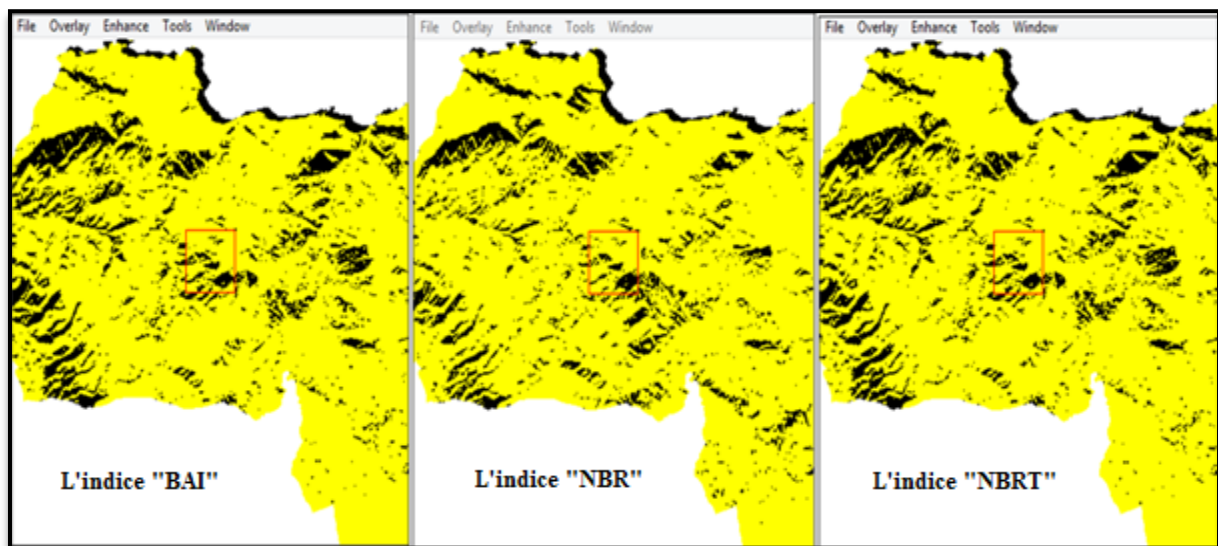 File Overlay Enhance Tools Window
File Overlay Enhance Tools Window
File Overlay Enhance Tools Window
L'indice "BAI"
L'indice "NBR"
L'indice "NBRT"